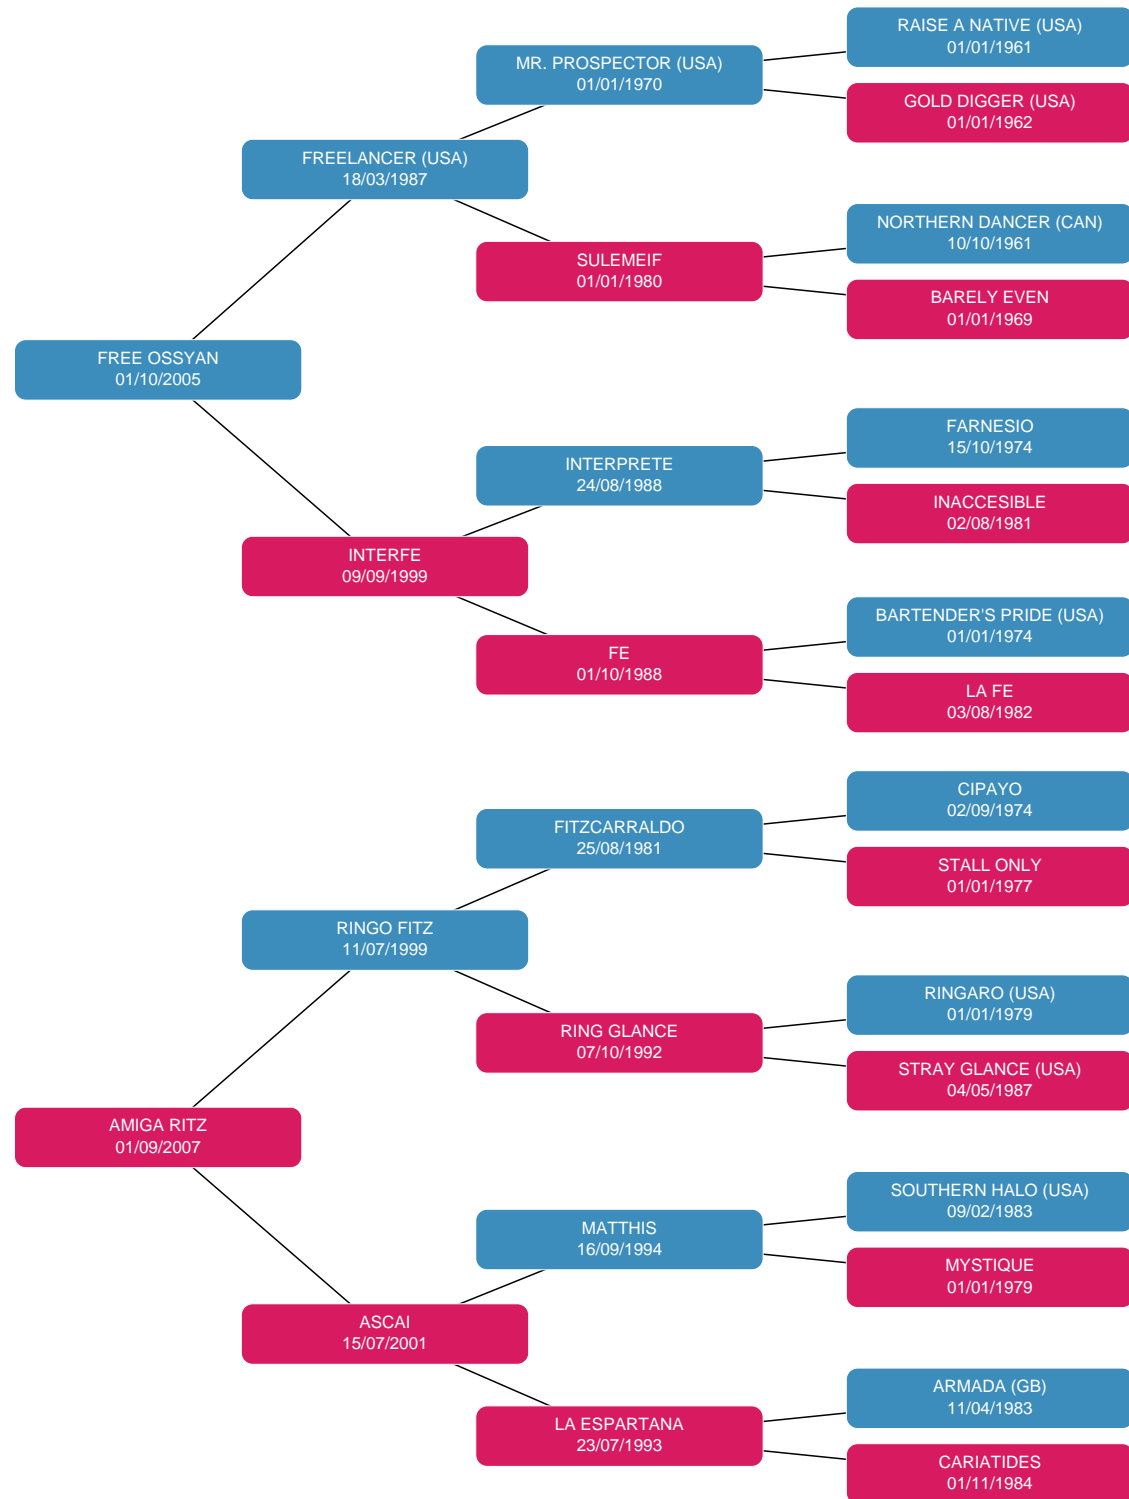 RAISE A NATIVE (USA)
01/01/1961
MR. PROSPECTOR (USA)
01/01/1970
GOLD DIGGER (USA)
01/01/1962
FREELANCER (USA)
18/03/1987
NORTHERN DANCER (CAN)
10/10/1961
SULEMEIF
01/01/1980
BARELY EVEN
01/01/1969
FREE OSSYAN
01/10/2005
FARNESIO
15/10/1974
INTERPRETE
24/08/1988
INACCESIBLE
02/08/1981
INTERFE
09/09/1999
BARTENDER'S PRIDE (USA)
01/01/1974
FE
01/10/1988
LA FE
03/08/1982
CIPAYO
02/09/1974
FITZCARRALDO
25/08/1981
STALL ONLY
01/01/1977
RINGO FITZ
11/07/1999
RINGARO (USA)
01/01/1979
RING GLANCE
07/10/1992
STRAY GLANCE (USA)
04/05/1987
AMIGA RITZ
01/09/2007
SOUTHERN HALO (USA)
09/02/1983
MATTHIS
16/09/1994
MYSTIQUE
01/01/1979
ASCAI
15/07/2001
ARMADA (GB)
11/04/1983
LA ESPARTANA
23/07/1993
CARIATIDES
01/11/1984